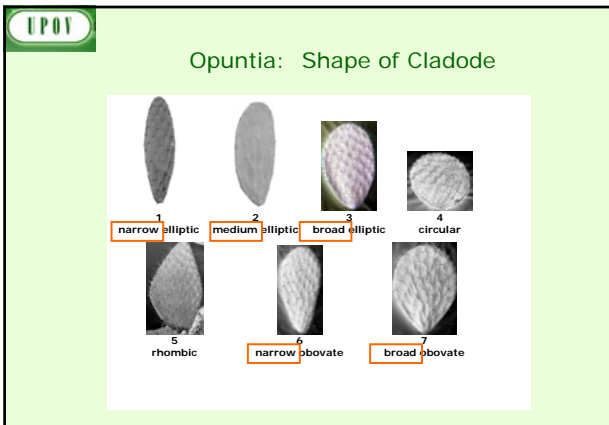 UPOV
Opuntia: Shape of Cladode
1 2 3 4
narrow elliptic medium elliptic broad elliptic circular
5 6 7
rhombic narrow obovate broad obovate